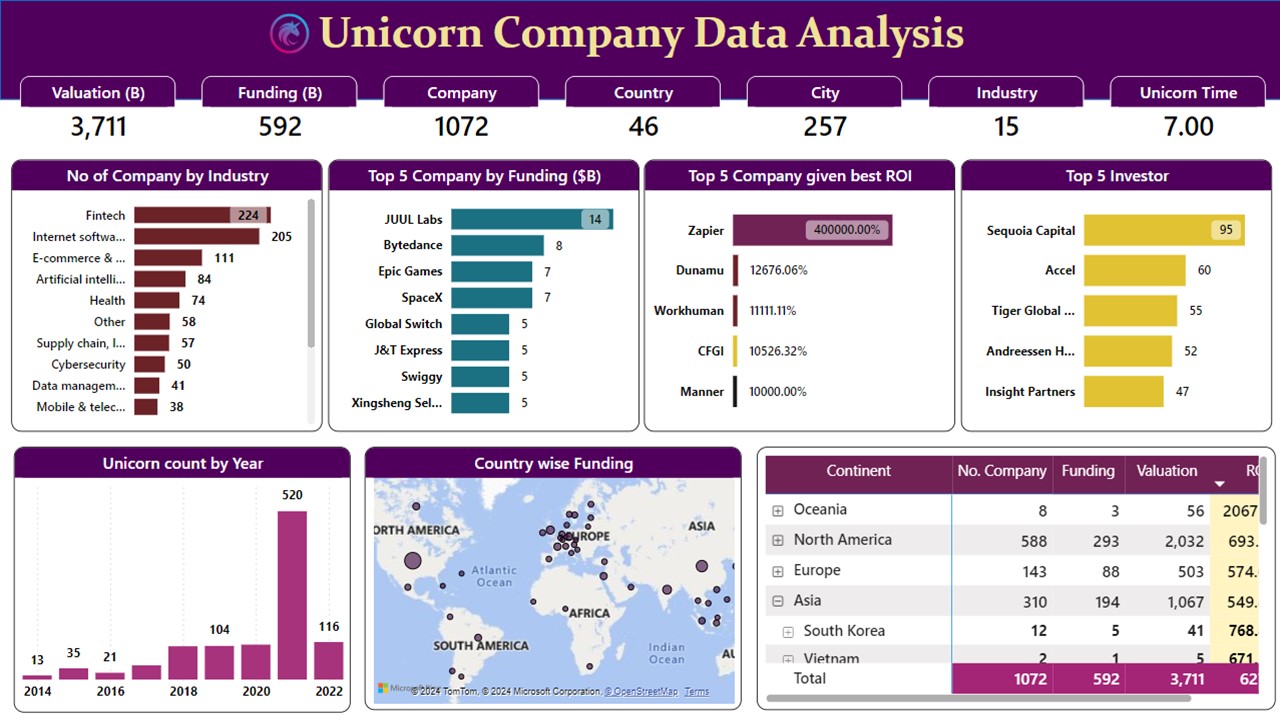 Unicorn Company Data Analysis
Valuation (B) Funding (B) Company Country City Industry Unicorn Time
3,711 592 1072 46 257 15 7.00
No of Company by Industry
Fintech 224
Internet softwa... 205
E-commerce & ... 111
Artificial intelli... 84
Health 74
Other 58
Supply chain, l... 57
Cybersecurity 50
Data managem... 41
Mobile & telec... 38
Top 5 Company by Funding ($B)
JUUL Labs 14
Bytedance 8
Epic Games 7
SpaceX 7
Global Switch 5
J&T Express 5
Swiggy 5
Xingsheng Sel... 5
Top 5 Company given best ROI
Zapier 400000.00%
Dunamu 12676.06%
Workhuman 11111.11%
CFGI 10526.32%
Manner 10000.00%
Top 5 Investor
Sequoia Capital 95
Accel 60
Tiger Global ... 55
Andreessen H... 52
Insight Partners 47
Unicorn count by Year
520
116
104
35
21
13
2014 2016 2018 2020 2022
Country wise Funding
ORTH AMERICA
EUROPE
ASIA
Atlantic
Ocean
AFRICA
SOUTH AMERICA
Indian
Ocean
AU
Microsoft
© 2024 TomTom, © 2024 Microsoft Corporation, © OpenStreetMap Terms
Continent No. Company Funding Valuation RO
Oceania 8 3 56 2067
North America 588 293 2,032 693.
Europe 143 88 503 574.
Asia 310 194 1,067 549.
South Korea 12 5 41 768.
Vietnam 2 1 5 671.
Total 1072 592 3,711 62